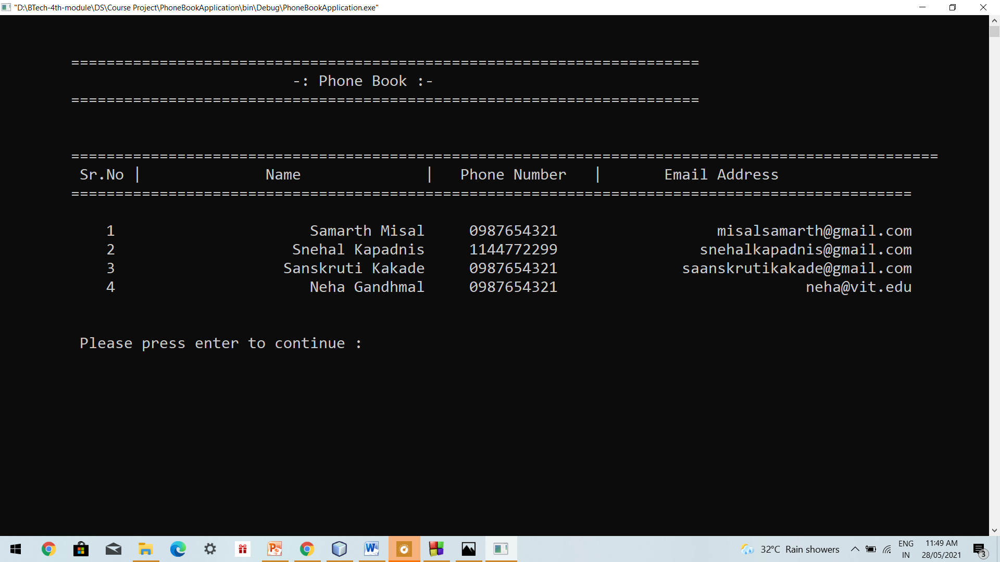 "D:\BTech-4th-module\DS\Course Project\PhoneBookApplication\bin\Debug\PhoneBookApplication.exe"
=======================================================================
-: Phone Book :-
=======================================================================
==================================================================================================
Sr.No | Name | Phone Number | Email Address
===============================================================================================
1 Samarth Misal 0987654321 misalsamarth@gmail.com
2 Snehal Kapadnis 1144772299 snehalkapadnis@gmail.com
3 Sanskruti Kakade 0987654321 saanskrutikakade@gmail.com
4 Neha Gandhmal 0987654321 neha@vit.edu
Please press enter to continue :
32°C Rain showers
ENG
IN
11:49 AM
28/05/2021
3